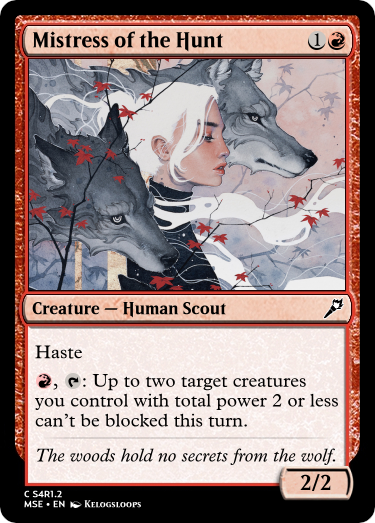 Mistress of the Hunt 1
Creature — Human Scout
Haste
, : Up to two target creatures
you control with total power 2 or less
can't be blocked this turn.
The woods hold no secrets from the wolf.
2/2
C S4R1.2
MSE • EN Kelogsloops